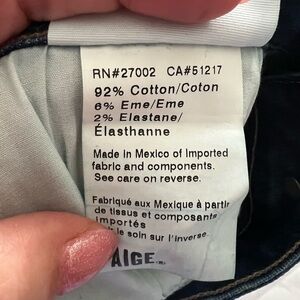 RN#27002 CA#51217
92% Cotton/Coton
6% Eme/Eme
2% Elastane/
Élasthanne
Made in Mexico of Imported
fabric and components.
See care on reverse.
Fabriqué aux Mexique à partir
de tissus et composants
importés
le soin sur l'inverse.
AIGE